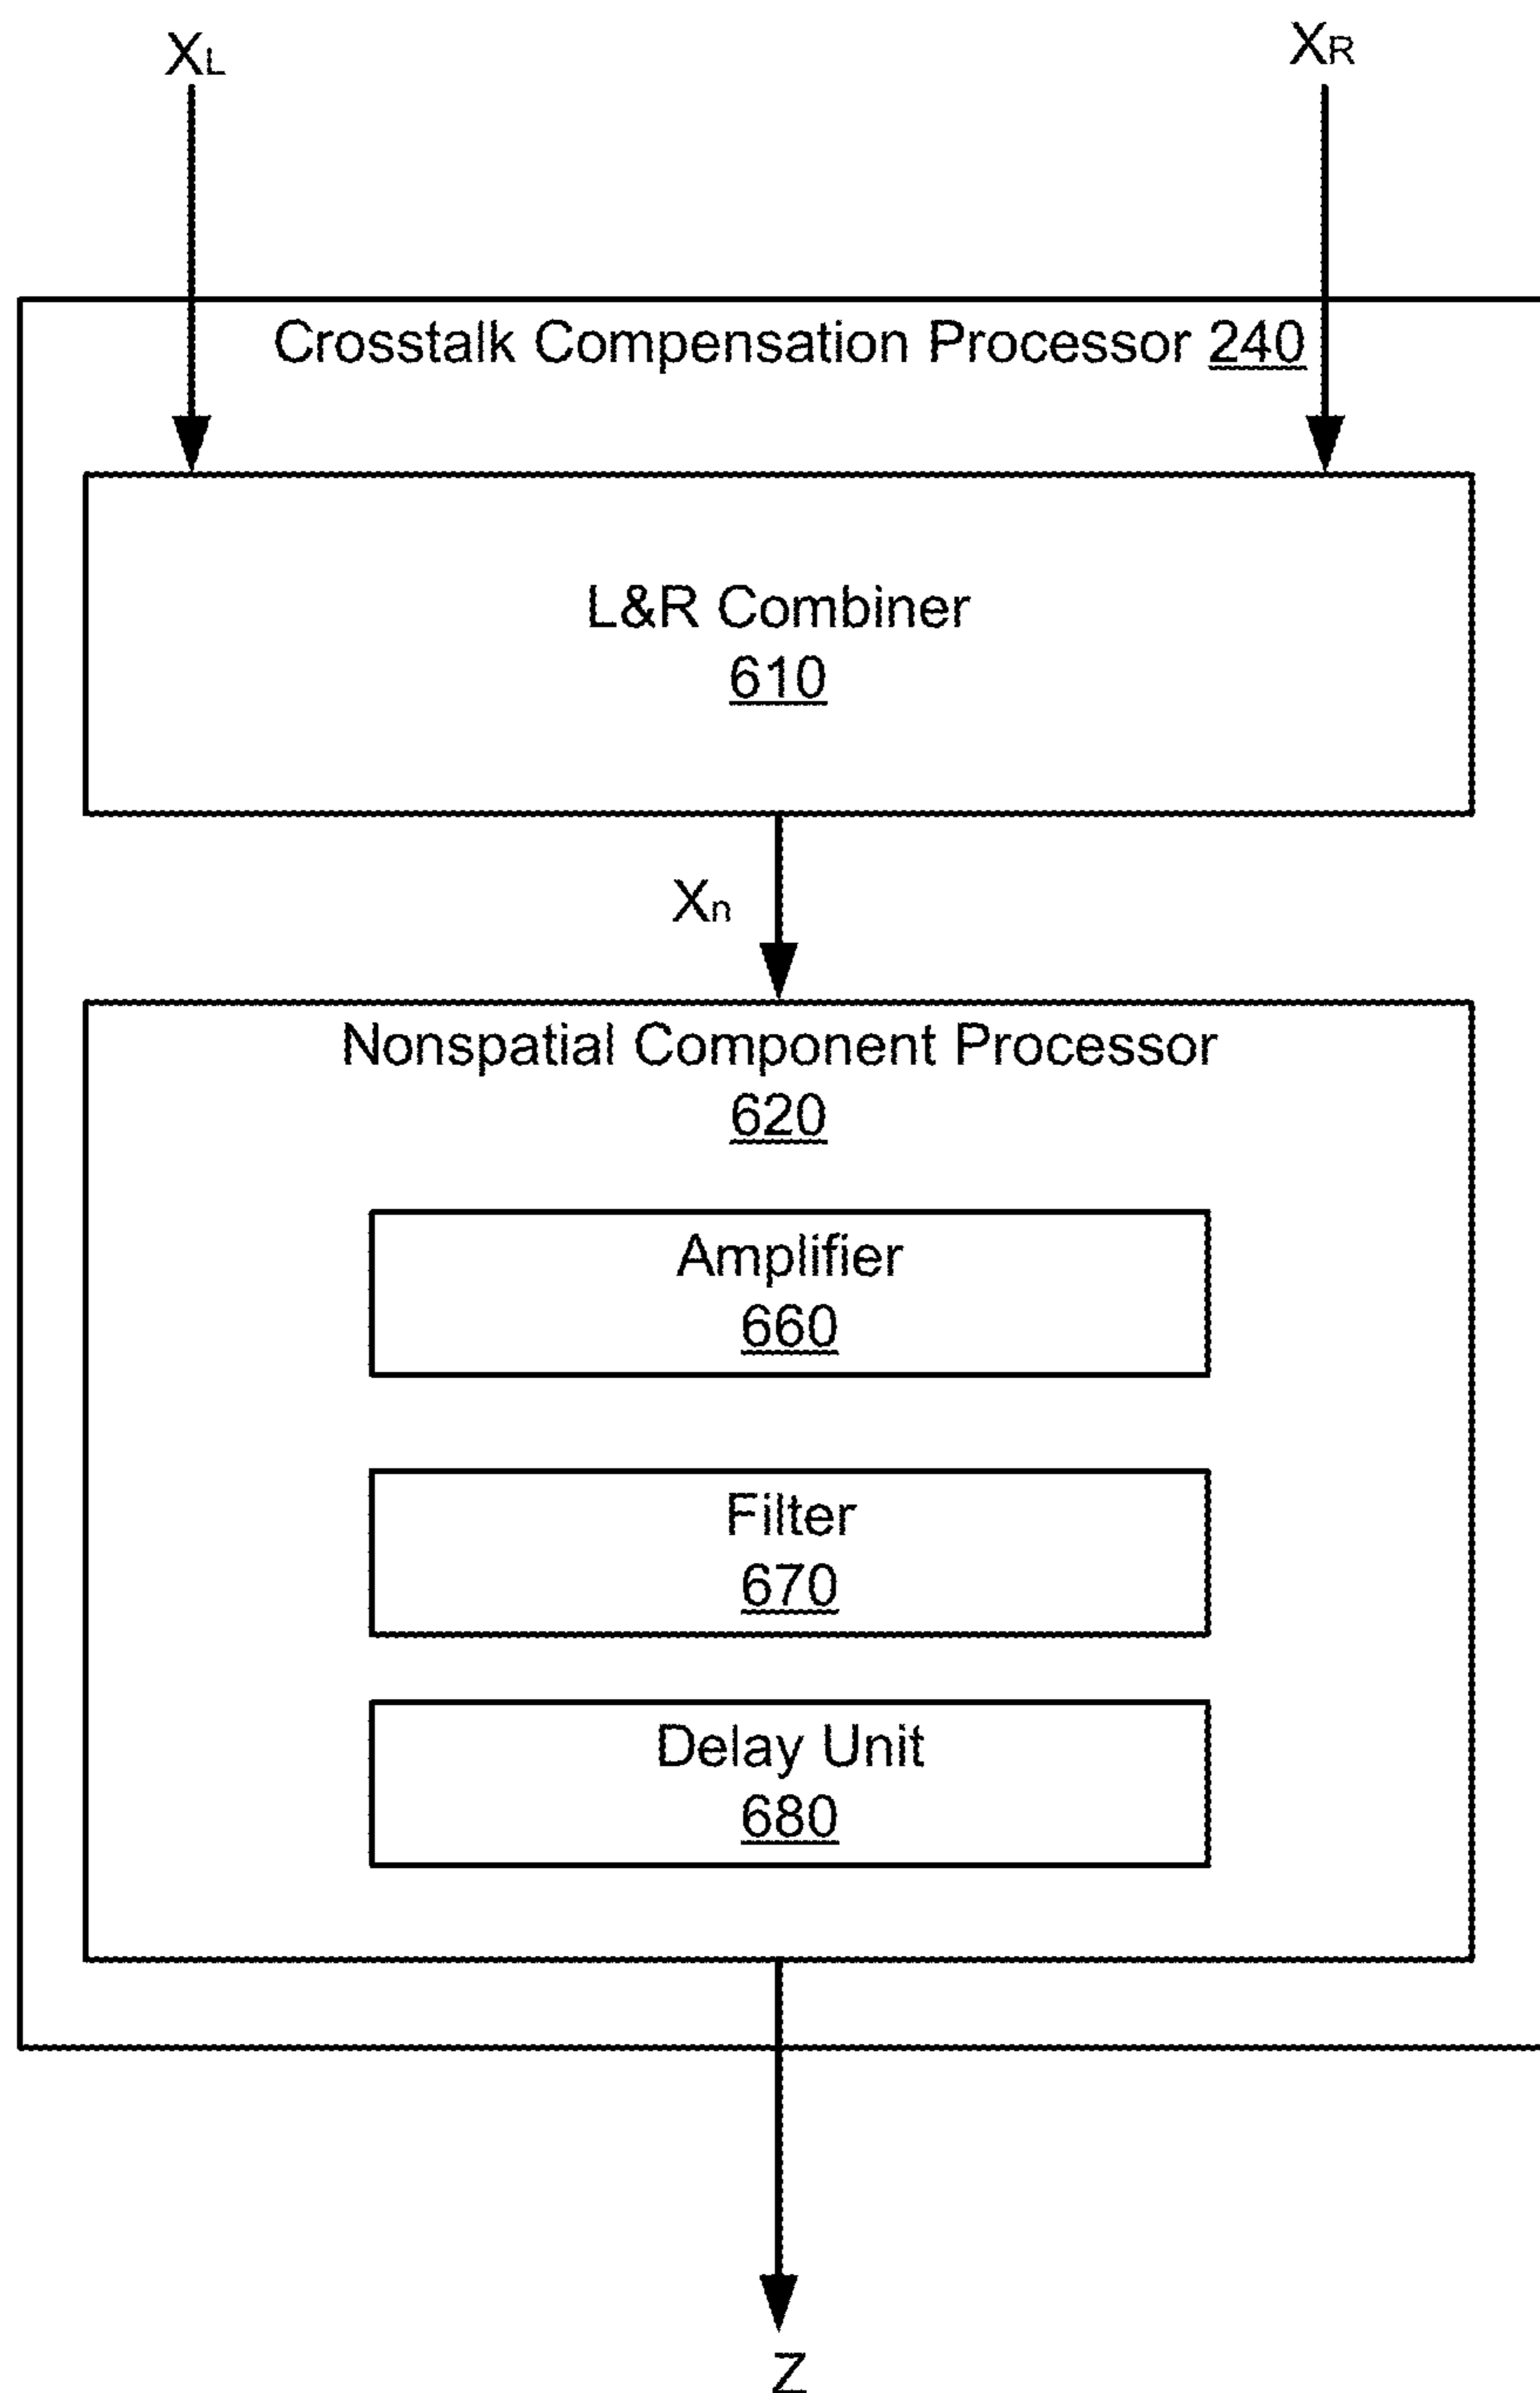 XL
XR
Crosstalk Compensation Processor 240
L&R Combiner
610
Xn
Nonspatial Component Processor
620
Amplifier
660
Filter
670
Delay Unit
680
Z